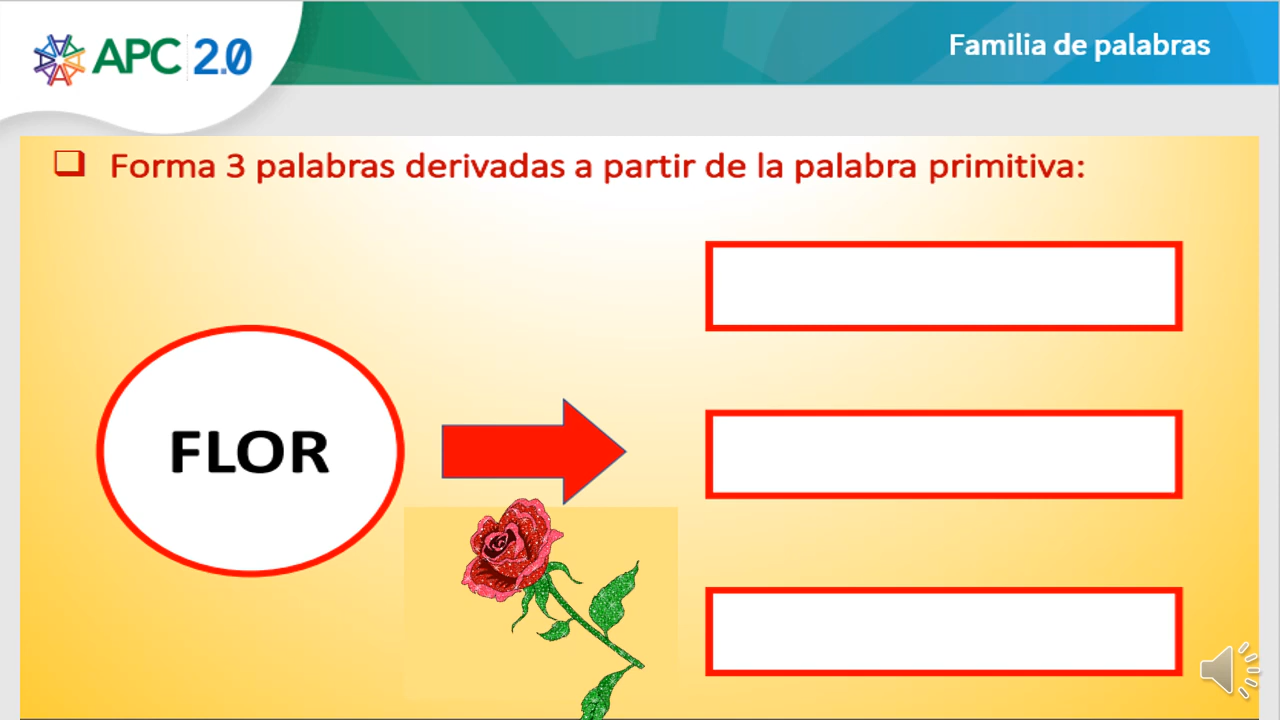 APC 2.0
Familia de palabras
Forma 3 palabras derivadas a partir de la palabra primitiva:
FLOR